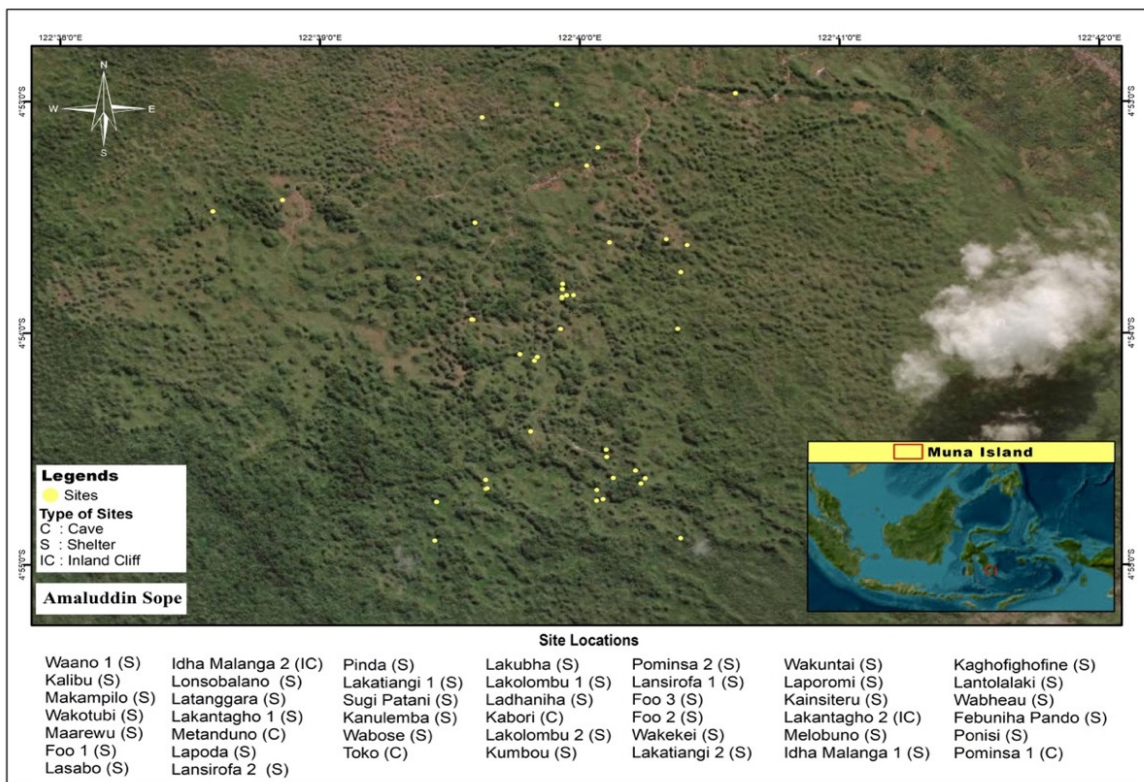 122°38'0"E 122°39'0"E 122°40'0"E 122°41'0"E 122°42'0"E
N
W E
S
4°53'0"S 4°53'0"S
4°54'0"S 4°54'0"S
4°55'0"S 4°55'0"S
Legends
Sites
Type of Sites
C : Cave
S : Shelter
IC : Inland Cliff
Amaluddin Sope
Muna Island
Site Locations
Waano 1 (S)
Kalibu (S)
Makampilo (S)
Wakotubi (S)
Maarewu (S)
Foo 1 (S)
Lasabo (S)
Idha Malanga 2 (IC)
Lonsobalano (S)
Latanggara (S)
Lakantagho 1 (S)
Metanduno (C)
Lapoda (S)
Lansirofa 2 (S)
Pinda (S)
Lakatiangi 1 (S)
Sugi Patani (S)
Kanulemba (S)
Wabose (S)
Toko (C)
Lakubha (S)
Lakolombu 1 (S)
Ladhaniha (S)
Kabori (C)
Lakolombu 2 (S)
Kumbou (S)
Pominsa 2 (S)
Lansirofa 1 (S)
Foo 3 (S)
Foo 2 (S)
Wakekei (S)
Lakatiangi 2 (S)
Wakuntai (S)
Laporomi (S)
Kainsiteru (S)
Lakantagho 2 (IC)
Melobuno (S)
Idha Malanga 1 (S)
Kaghofighofine (S)
Lantolalaki (S)
Wabheau (S)
Febuniha Pando (S)
Ponisi (S)
Pominsa 1 (C)